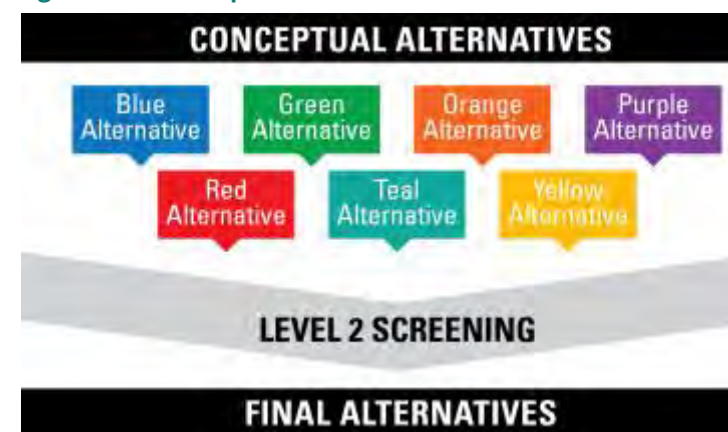 CONCEPTUAL ALTERNATIVES
Blue
Alternative
Green
Alternative
Orange
Alternative
Purple
Alternative
Red
Alternative
Teal
Alternative
Yellow
Alternative
LEVEL 2 SCREENING
FINAL ALTERNATIVES